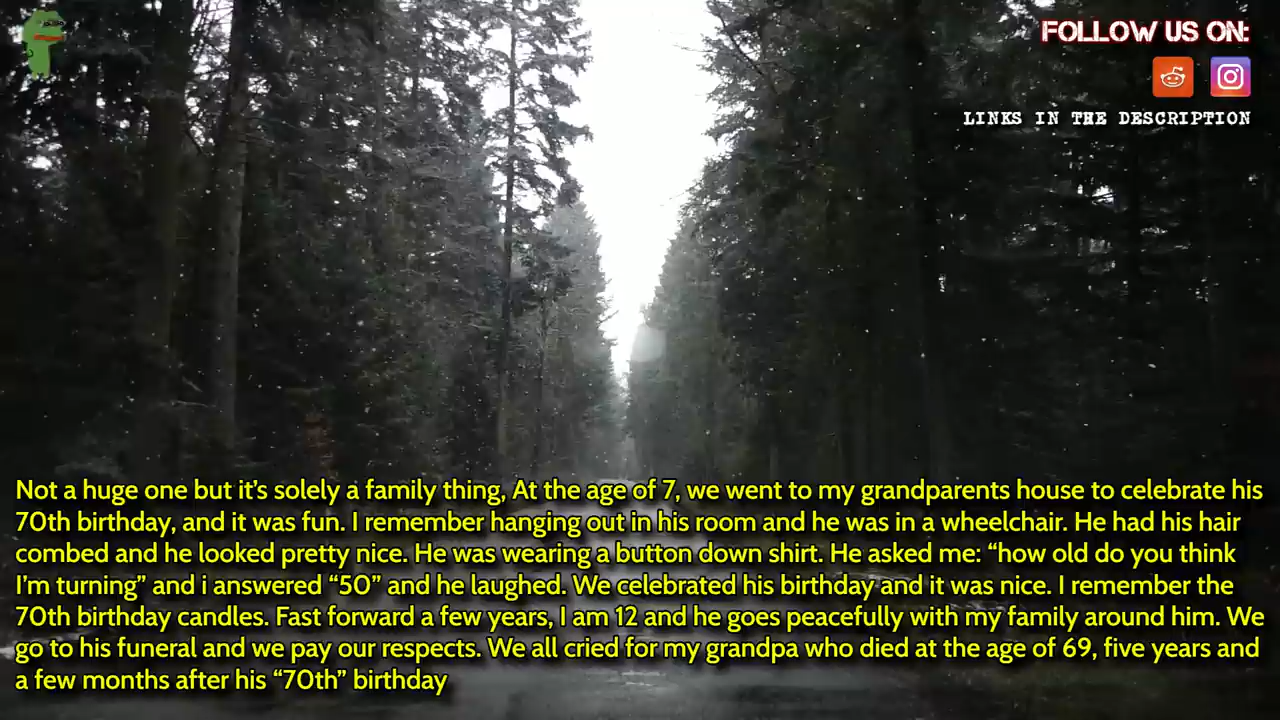 FOLLOW US ON:
LINKS IN THE DESCRIPTION
Not a huge one but it’s solely a family thing, At the age of 7, we went to my grandparents house to celebrate his
70th birthday, and it was fun. I remember hanging out in his room and he was in a wheelchair. He had his hair
combed and he looked pretty nice. He was wearing a button down shirt. He asked me: “how old do you think
I’m turning” and i answered “50” and he laughed. We celebrated his birthday and it was nice. I remember the
70th birthday candles. Fast forward a few years, I am 12 and he goes peacefully with my family around him. We
go to his funeral and we pay our respects. We all cried for my grandpa who died at the age of 69, five years and
a few months after his “70th” birthday